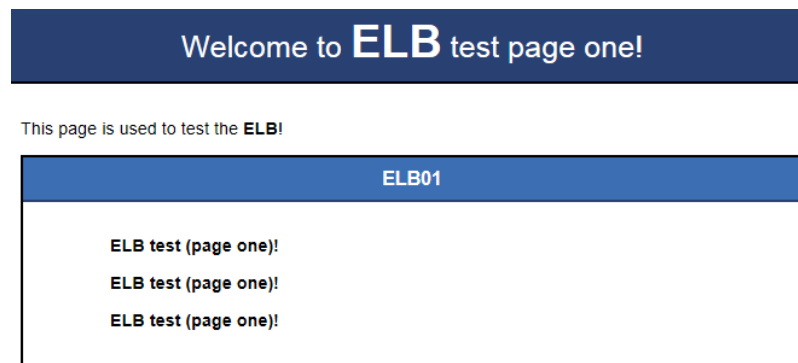 Welcome to ELB test page one!
This page is used to test the ELB!
ELB01
ELB test (page one)!
ELB test (page one)!
ELB test (page one)!